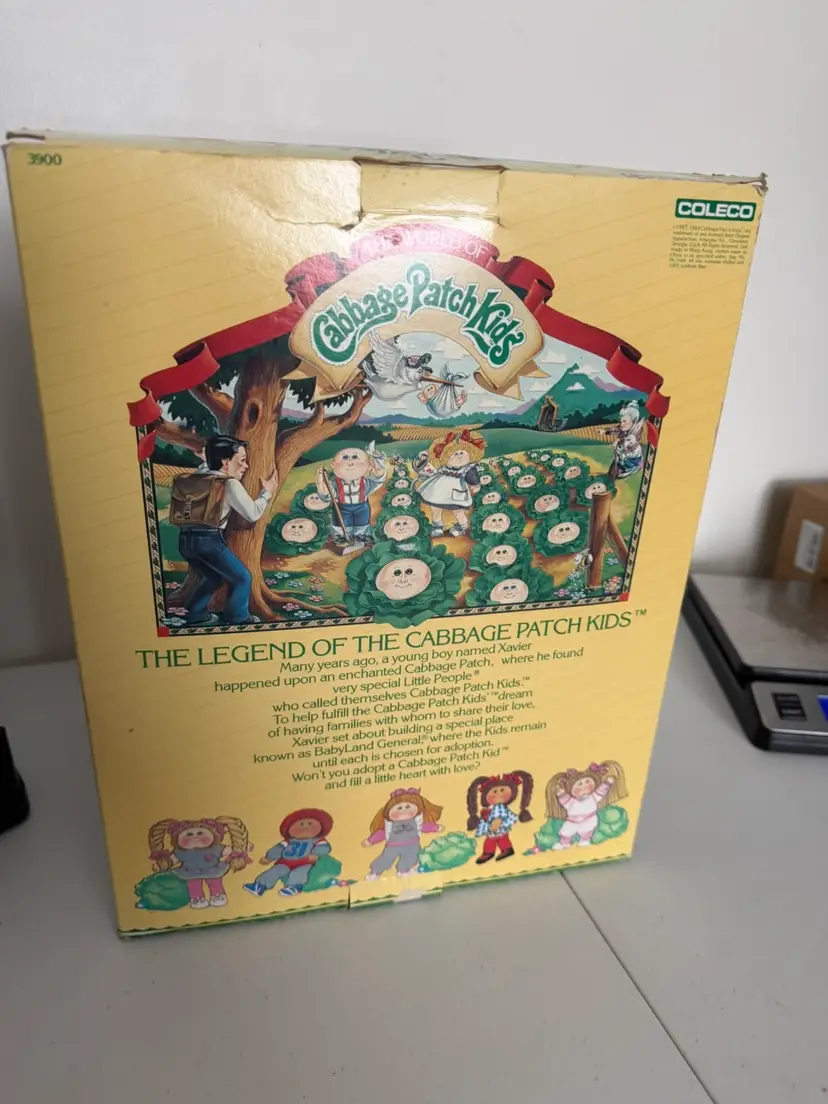 3900
COLECO
THE WORLD OF
Cabbage Patch Kids
THE LEGEND OF THE CABBAGE PATCH KIDS™
Many years ago, a young boy named Xavier
happened upon an enchanted Cabbage Patch, where he found
very special Little People®
who called themselves Cabbage Patch Kids.™
To help fulfill the Cabbage Patch Kids'™ dream
of having families with whom to share their love,
Xavier set about building a special place
known as BabyLand General,® where the Kids remain
until each is chosen for adoption.
Won't you adopt a Cabbage Patch Kid™
and fill a little heart with love?
31